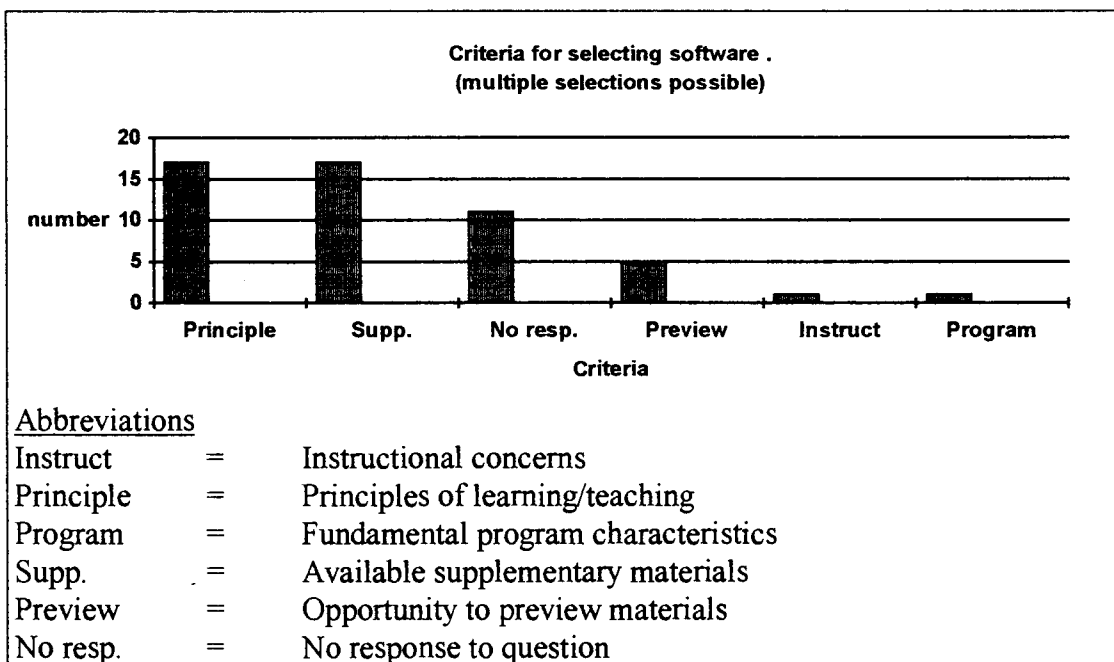 Criteria for selecting software .
(multiple selections possible)
20
15
number 10
5
0
Principle Supp. No resp. Preview Instruct Program
Criteria
Abbreviations
Instruct = Instructional concerns
Principle = Principles of learning/teaching
Program = Fundamental program characteristics
Supp. = Available supplementary materials
Preview = Opportunity to preview materials
No resp. = No response to question